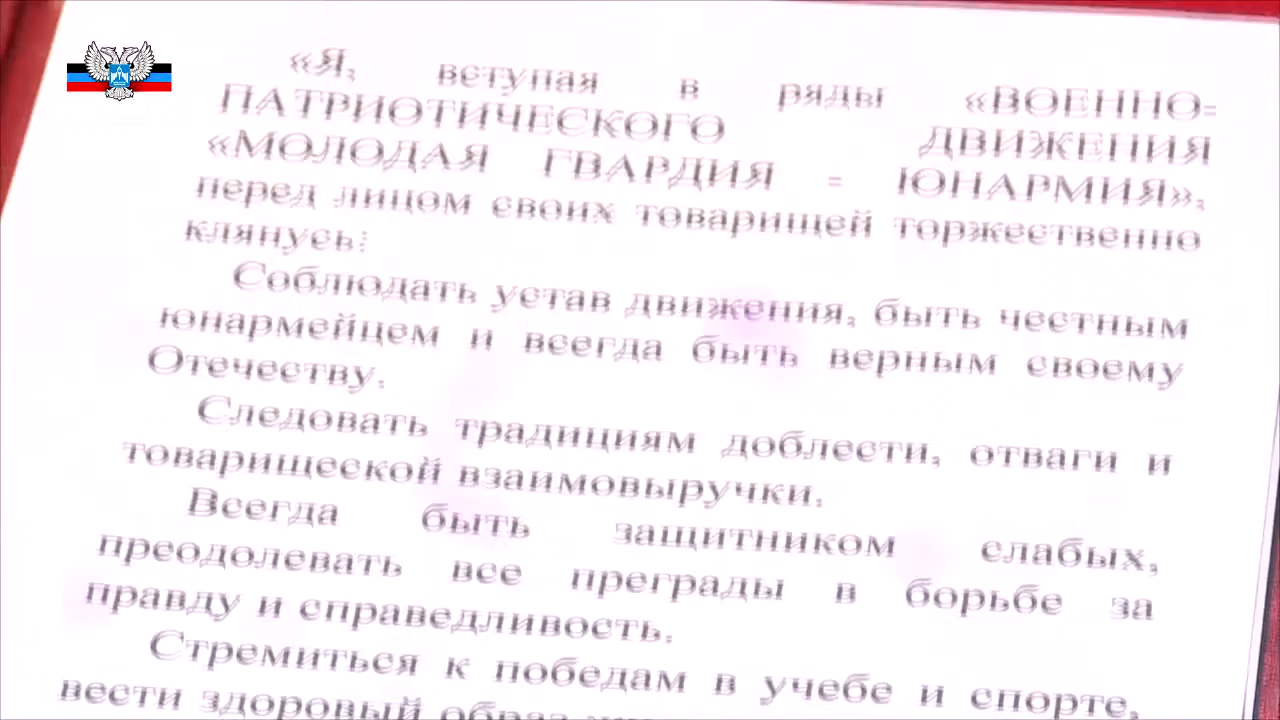 «Я, вступая в ряды «ВОЕННО-
ПАТРИОТИЧЕСКОГО ДВИЖЕНИЯ
«МОЛОДАЯ ГВАРДИЯ - ЮНАРМИЯ»,
перед лицом своих товарищей торжественно
клянусь:
Соблюдать устав движения, быть честным
юнармейцем и всегда быть верным своему
Отечеству.
Следовать традициям доблести, отваги и
товарищеской взаимовыручки.
Всегда быть защитником слабых,
преодолевать все преграды в борьбе за
правду и справедливость.
Стремиться к победам в учебе и спорте,
вести здоровый образ